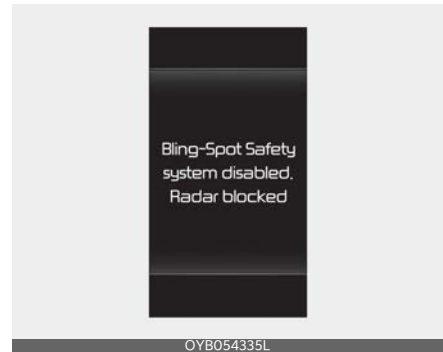 Bling-Spot Safety
system disabled.
Radar blocked
OYB054335L